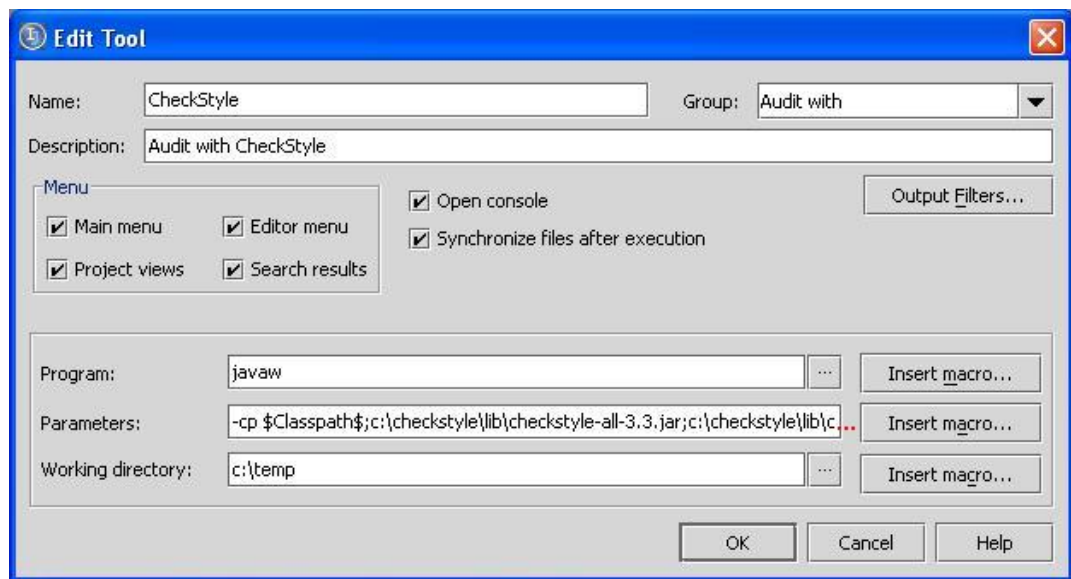 Edit Tool
Name: CheckStyle Group: Audit with
Description: Audit with CheckStyle
Menu
Main menu Editor menu
Project views Search results
Open console
Synchronize files after execution
Output Filters...
Program: javaw ... Insert macro...
Parameters: -cp $Classpath$;c:\checkstyle\lib\checkstyle-all-3.3.jar;c:\checkstyle\lib\c... Insert macro...
Working directory: c:\temp ... Insert macro...
OK Cancel Help